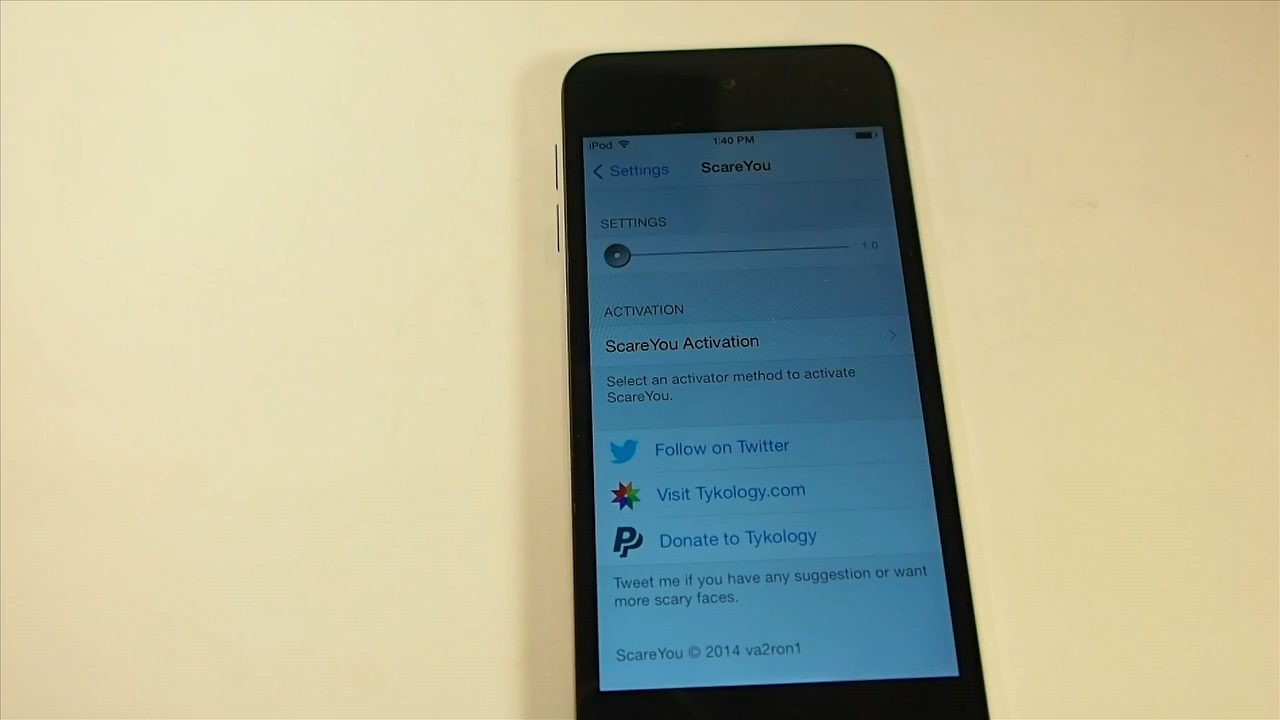 iPod 1:40 PM
Settings ScareYou
SETTINGS
1.0
ACTIVATION
ScareYou Activation
Select an activator method to activate
ScareYou.
Follow on Twitter
Visit Tykology.com
Donate to Tykology
Tweet me if you have any suggestion or want
more scary faces.
ScareYou © 2014 va2ron1